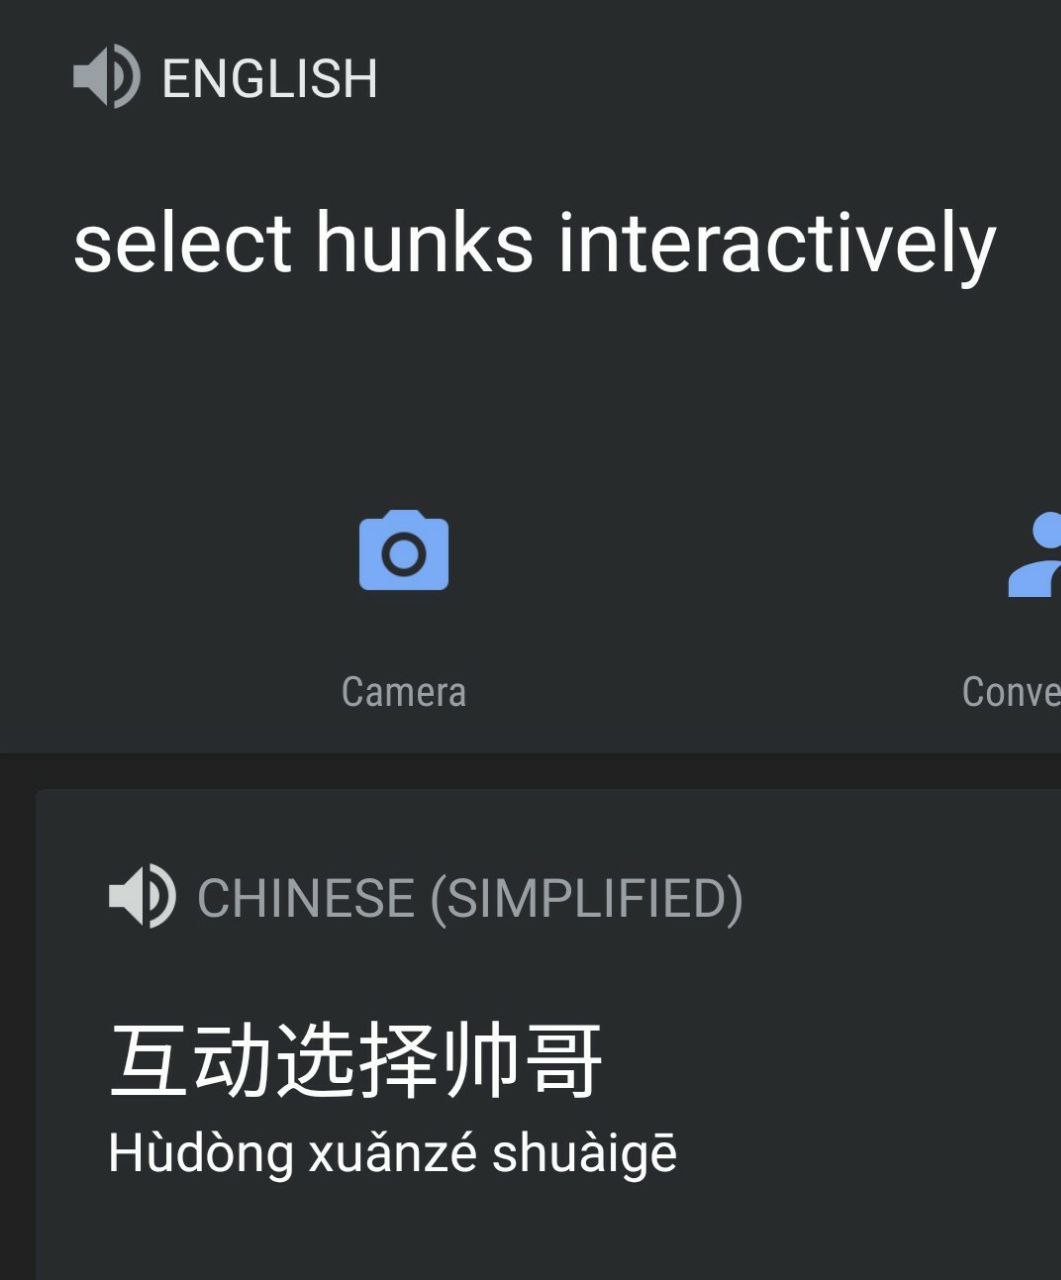 ENGLISH
select hunks interactively
Camera
Conve
CHINESE (SIMPLIFIED)
互动选择帅哥
Hùdòng xuǎnzé shuàigē